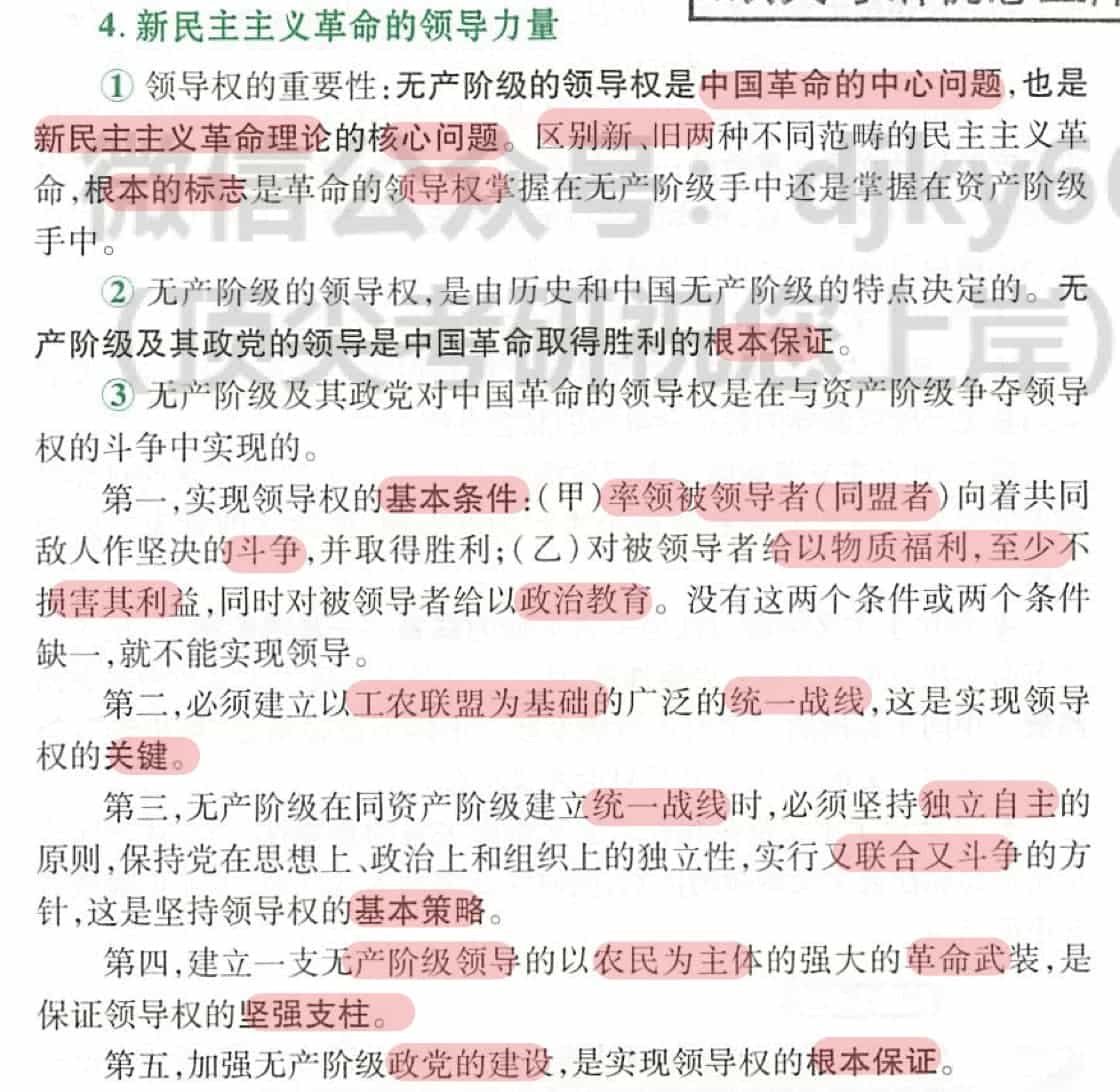 4. 新民主主义革命的领导力量
① 领导权的重要性:无产阶级的领导权是中国革命的中心问题,也是
新民主主义革命理论的核心问题。区别新、旧两种不同范畴的民主主义革
命,根本的标志是革命的领导权掌握在无产阶级手中还是掌握在资产阶级
手中。
② 无产阶级的领导权,是由历史和中国无产阶级的特点决定的。无
产阶级及其政党的领导是中国革命取得胜利的根本保证。
③ 无产阶级及其政党对中国革命的领导权是在与资产阶级争夺领导
权的斗争中实现的。
第一,实现领导权的基本条件:(甲)率领被领导者(同盟者)向着共同
敌人作坚决的斗争,并取得胜利;(乙)对被领导者给以物质福利,至少不
损害其利益,同时对被领导者给以政治教育。没有这两个条件或两个条件
缺一,就不能实现领导。
第二,必须建立以工农联盟为基础的广泛的统一战线,这是实现领导
权的关键。
第三,无产阶级在同资产阶级建立统一战线时,必须坚持独立自主的
原则,保持党在思想上、政治上和组织上的独立性,实行又联合又斗争的方
针,这是坚持领导权的基本策略。
第四,建立一支无产阶级领导的以农民为主体的强大的革命武装,是
保证领导权的坚强支柱。
第五,加强无产阶级政党的建设,是实现领导权的根本保证。
微信公众号: djky6
(顶尖考研祝您上岸)